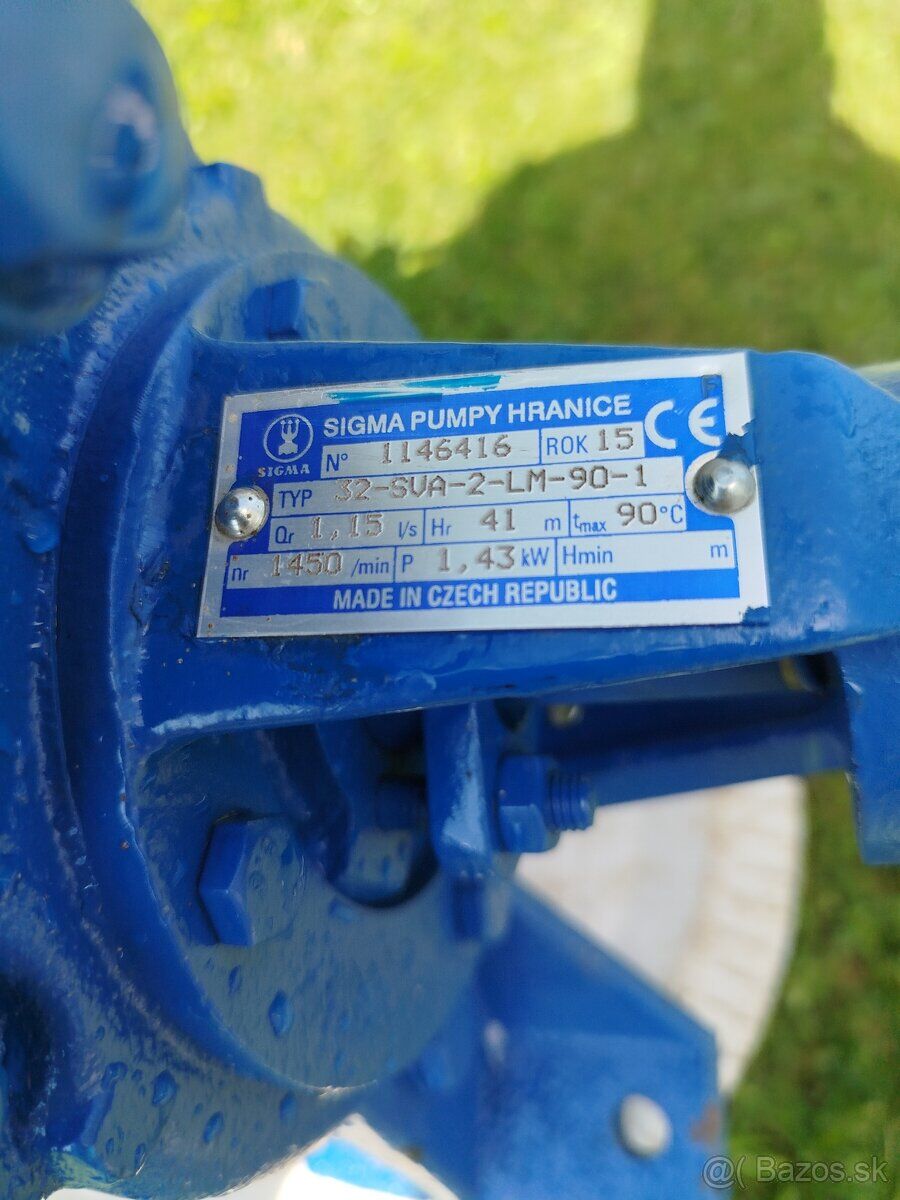 SIGMA PUMPY HRANICE CE
SIGMA
Nº 1146416 ROK 15
TYP 32-SVA-2-LM-90-1
Qr 1,15 l/s Hr 41 m tmax 90°C
nr 1450 /min P 1,43 kW Hmin m
MADE IN CZECH REPUBLIC
@( Bazos.sk